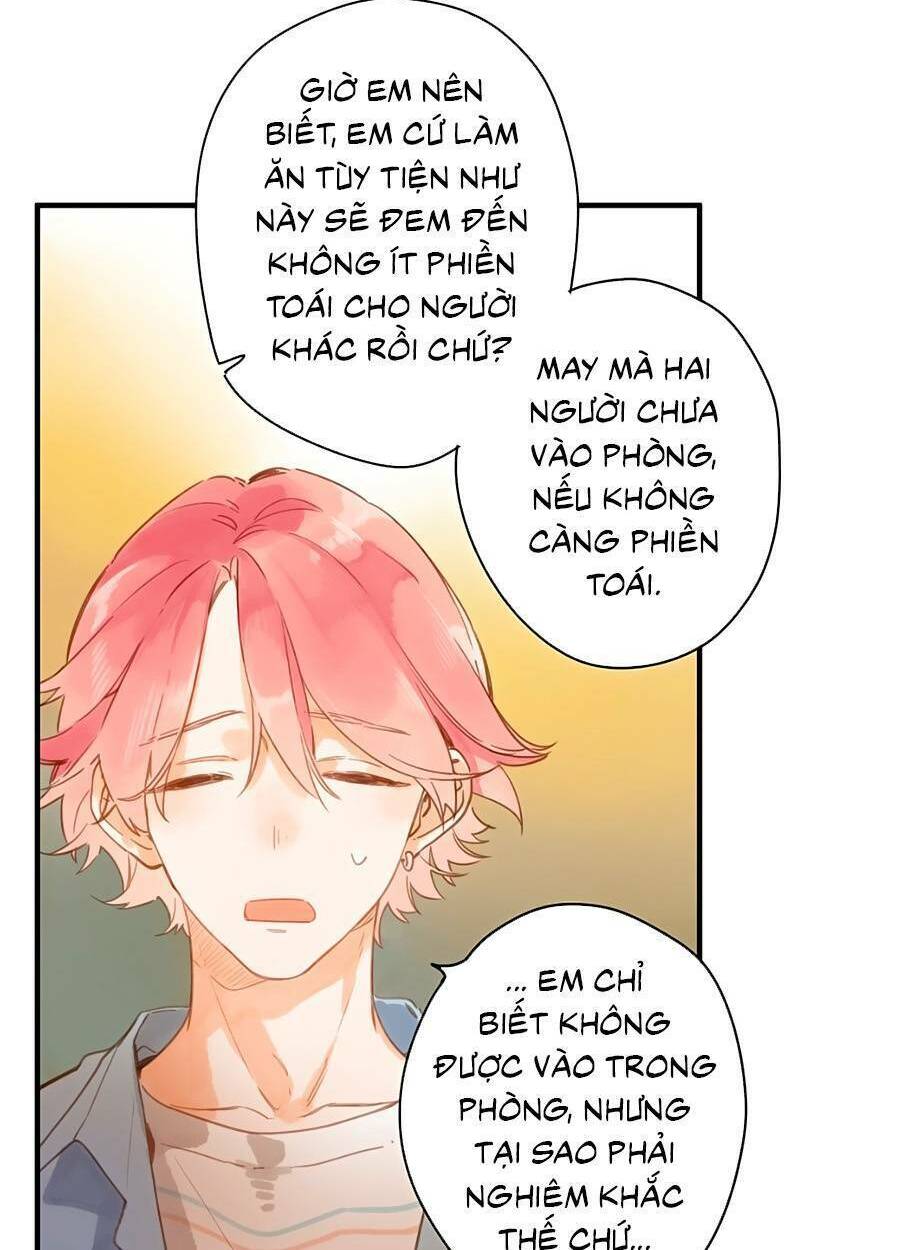 GIỜ EM NÊN
BIẾT, EM CỨ LÀM
ĂN TÙY TIỆN NHƯ
NÀY SẼ ĐEM ĐẾN
KHÔNG ÍT PHIỀN
TOÁI CHO NGƯỜI
KHÁC RỒI CHỨ?
MAY MÀ HAI
NGƯỜI CHƯA
VÀO PHÒNG,
NẾU KHÔNG
CÀNG PHIỀN
TOÁI.
... EM CHỈ
BIẾT KHÔNG
ĐƯỢC VÀO TRONG
PHÒNG, NHƯNG
TẠI SAO PHẢI
NGHIÊM KHẮC
THẾ CHỨ...